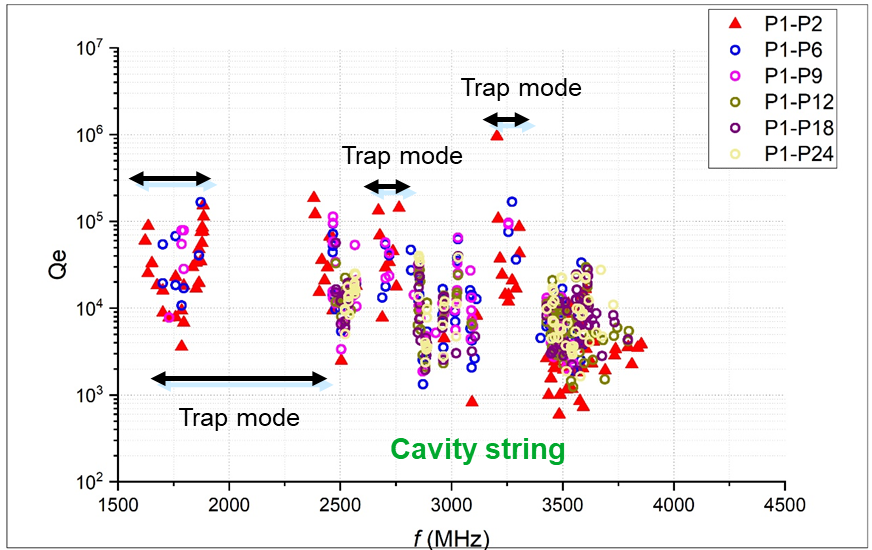 P1-P2
P1-P6
P1-P9
P1-P12
P1-P18
P1-P24
Trap mode
Trap mode
Trap mode
Cavity string
Qe
10⁷
10⁶
10⁵
10⁴
10³
10²
1500 2000 2500 3000 3500 4000 4500
f (MHz)